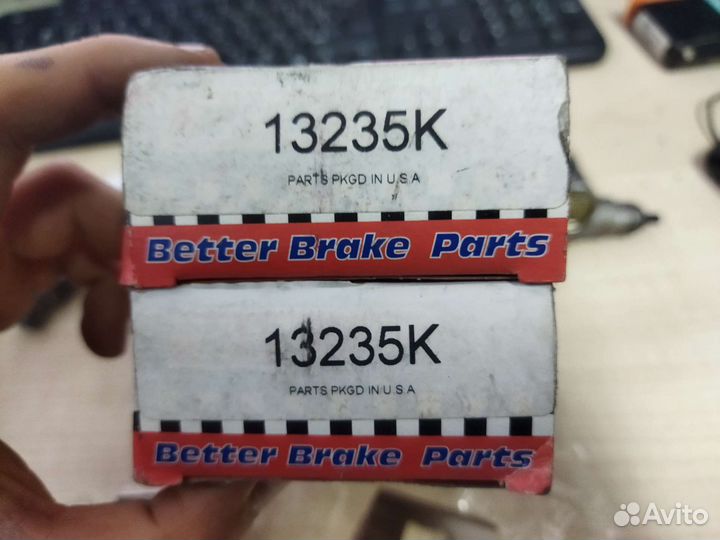 13235K
PARTS PKGD IN U.S.A
Better Brake Parts
13235K
PARTS PKGD IN U.S.A
Better Brake Parts
Avito